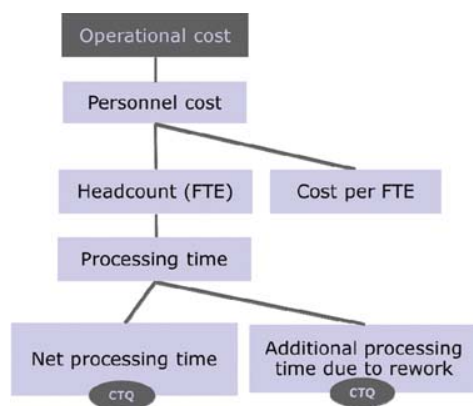 Operational cost
Personnel cost
Headcount (FTE)
Cost per FTE
Processing time
Net processing time
Additional processing
time due to rework
CTQ
CTQ